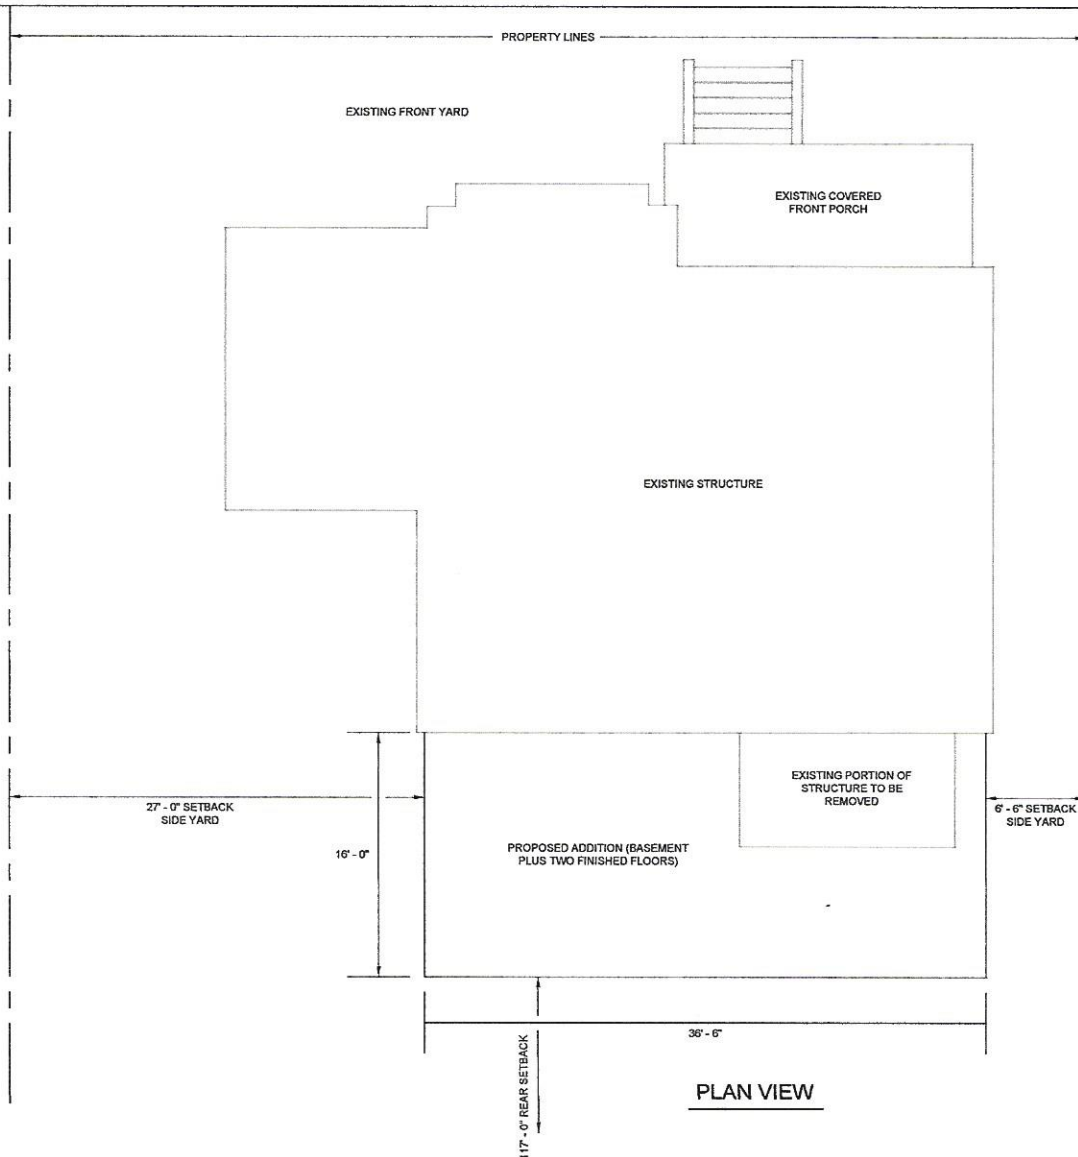 PROPERTY LINES
EXISTING FRONT YARD
EXISTING COVERED
FRONT PORCH
EXISTING STRUCTURE
EXISTING PORTION OF
STRUCTURE TO BE
REMOVED
27' - 0" SETBACK
SIDE YARD
6' - 6" SETBACK
SIDE YARD
16' - 0"
PROPOSED ADDITION (BASEMENT
PLUS TWO FINISHED FLOORS)
36' - 6"
117' - 0" REAR SETBACK
PLAN VIEW